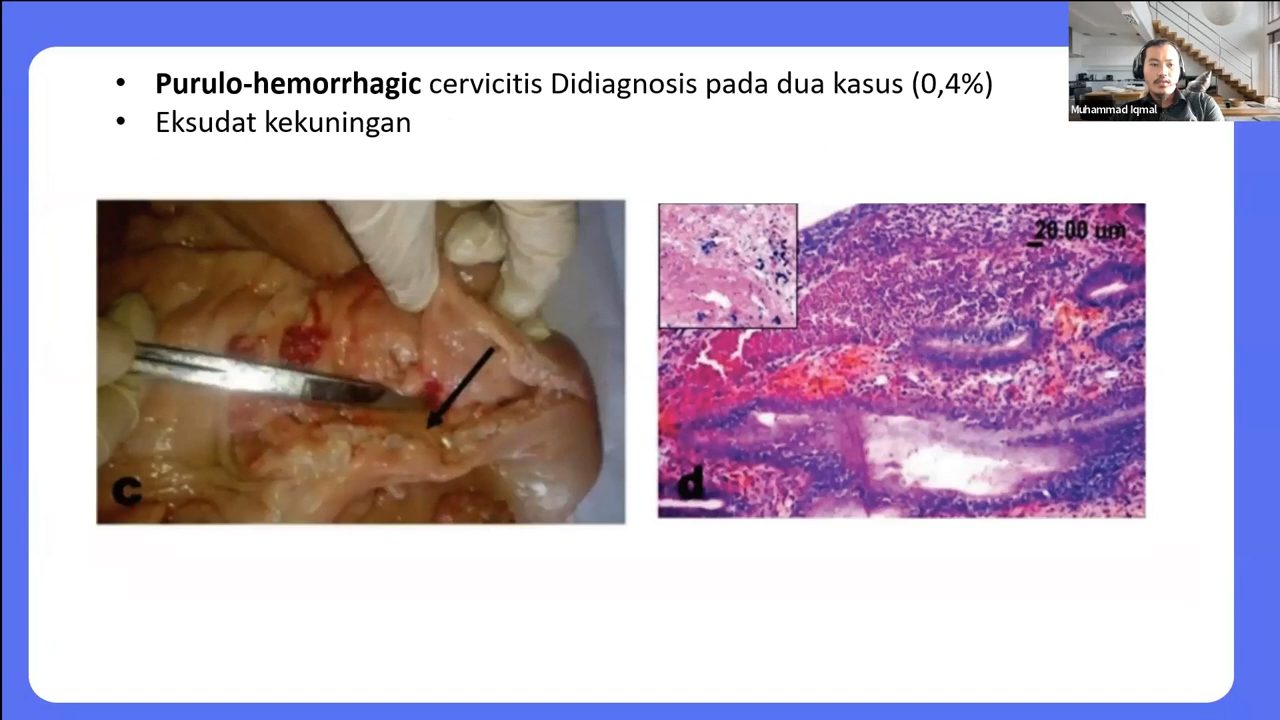 • Purulo-hemorrhagic cervicitis Didiagnosis pada dua kasus (0,4%)
• Eksudat kekuningan
Muhammad Iqmal
20.00 um
c
d